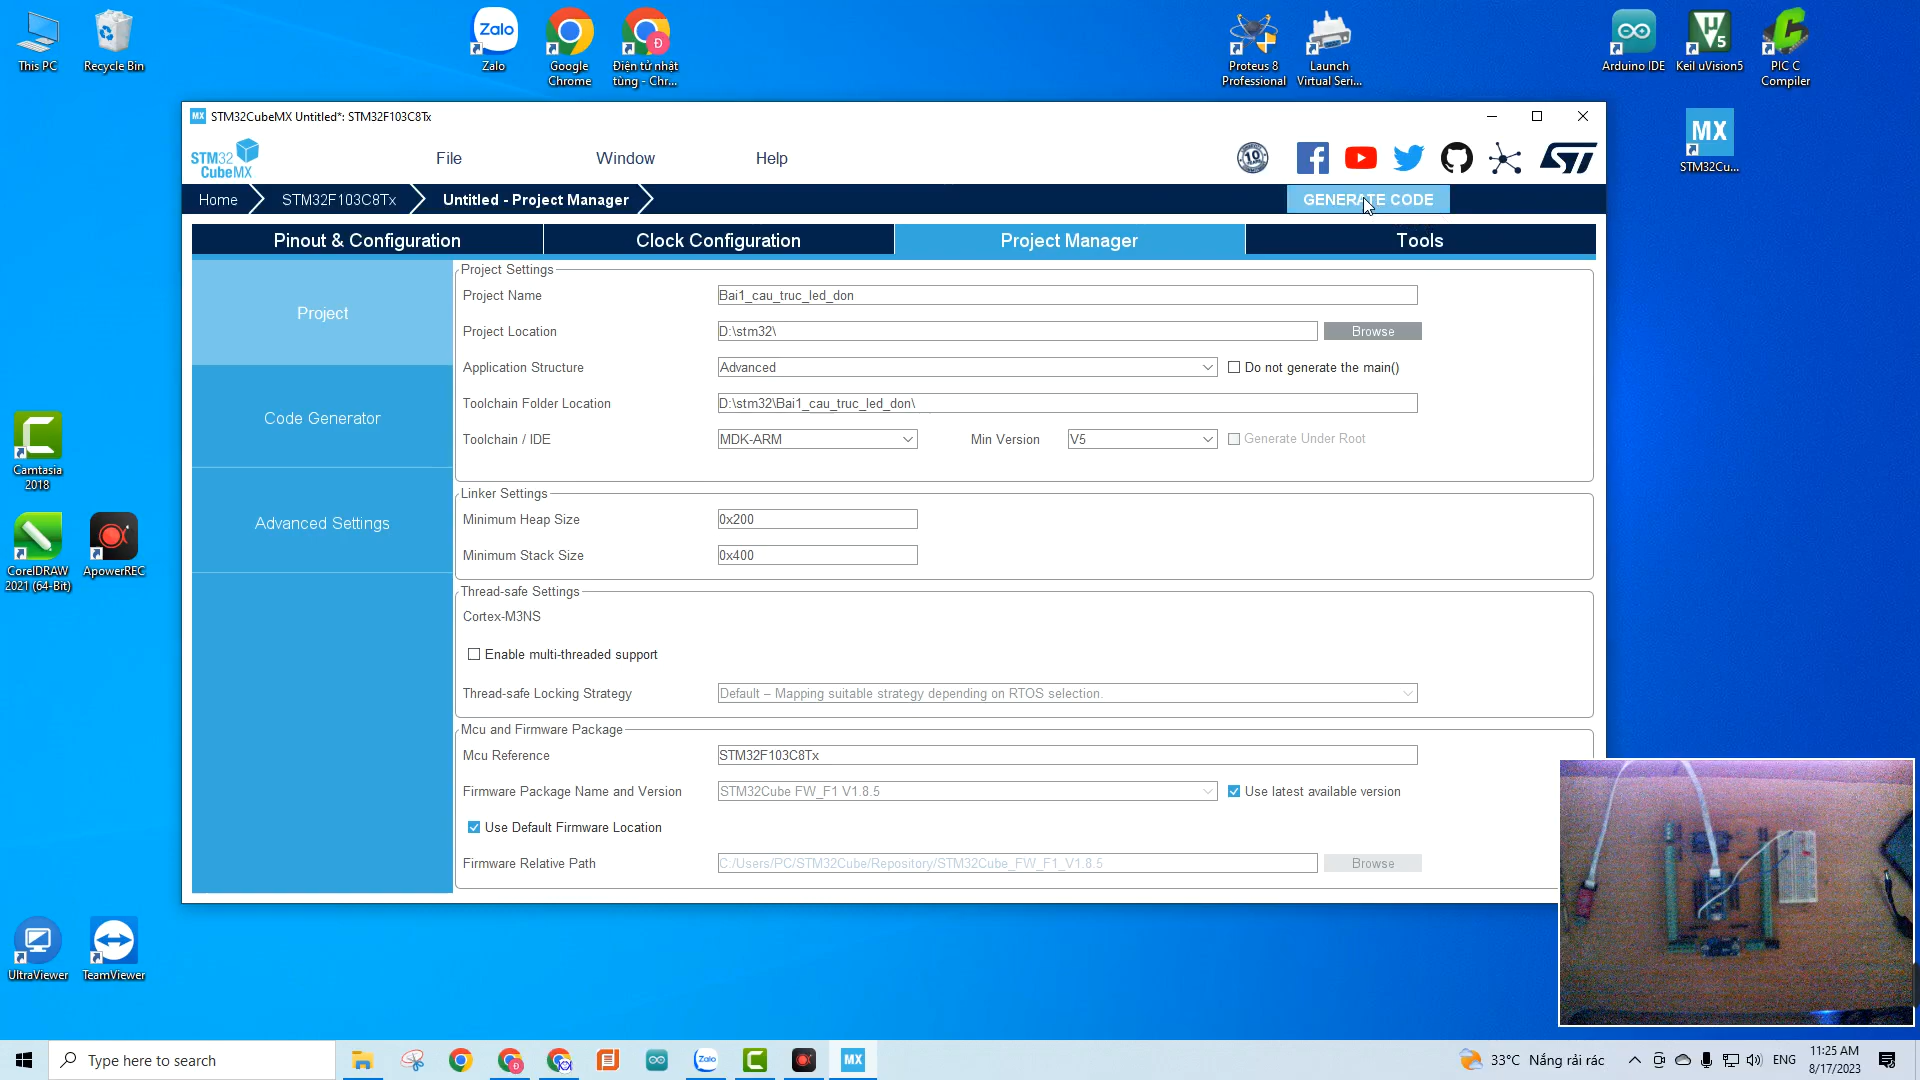 This PC
Recycle Bin
Zalo
Zalo
Google
Chrome
Điện tử nhật
tùng - Chr...
Proteus 8
Professional
Launch
Virtual Seri...
Arduino IDE
Keil uVision5
PIC C
Compiler
MX
STM32Cu...
MX STM32CubeMX Untitled*: STM32F103C8Tx
STM32
CubeMX
File
Window
Help
10
ST
Home
STM32F103C8Tx
Untitled - Project Manager
GENERATE CODE
Pinout & Configuration
Clock Configuration
Project Manager
Tools
Project
Code Generator
Advanced Settings
Project Settings
Project Name
Bai1_cau_truc_led_don
Project Location
D:\stm32\
Browse
Application Structure
Advanced
Do not generate the main()
Toolchain Folder Location
D:\stm32\Bai1_cau_truc_led_don\
Toolchain / IDE
MDK-ARM
Min Version
V5
Generate Under Root
Linker Settings
Minimum Heap Size
0x200
Minimum Stack Size
0x400
Thread-safe Settings
Cortex-M3NS
Enable multi-threaded support
Thread-safe Locking Strategy
Default – Mapping suitable strategy depending on RTOS selection.
Mcu and Firmware Package
Mcu Reference
STM32F103C8Tx
Firmware Package Name and Version
STM32Cube FW_F1 V1.8.5
Use latest available version
Use Default Firmware Location
Firmware Relative Path
C:/Users/PC/STM32Cube/Repository/STM32Cube_FW_F1_V1.8.5
Browse
Camtasia
2018
CorelDRAW
2021 (64-Bit)
ApowerREC
UltraViewer
TeamViewer
Type here to search
Zalo
MX
33°C Nắng rải rác
ENG
11:25 AM
8/17/2023